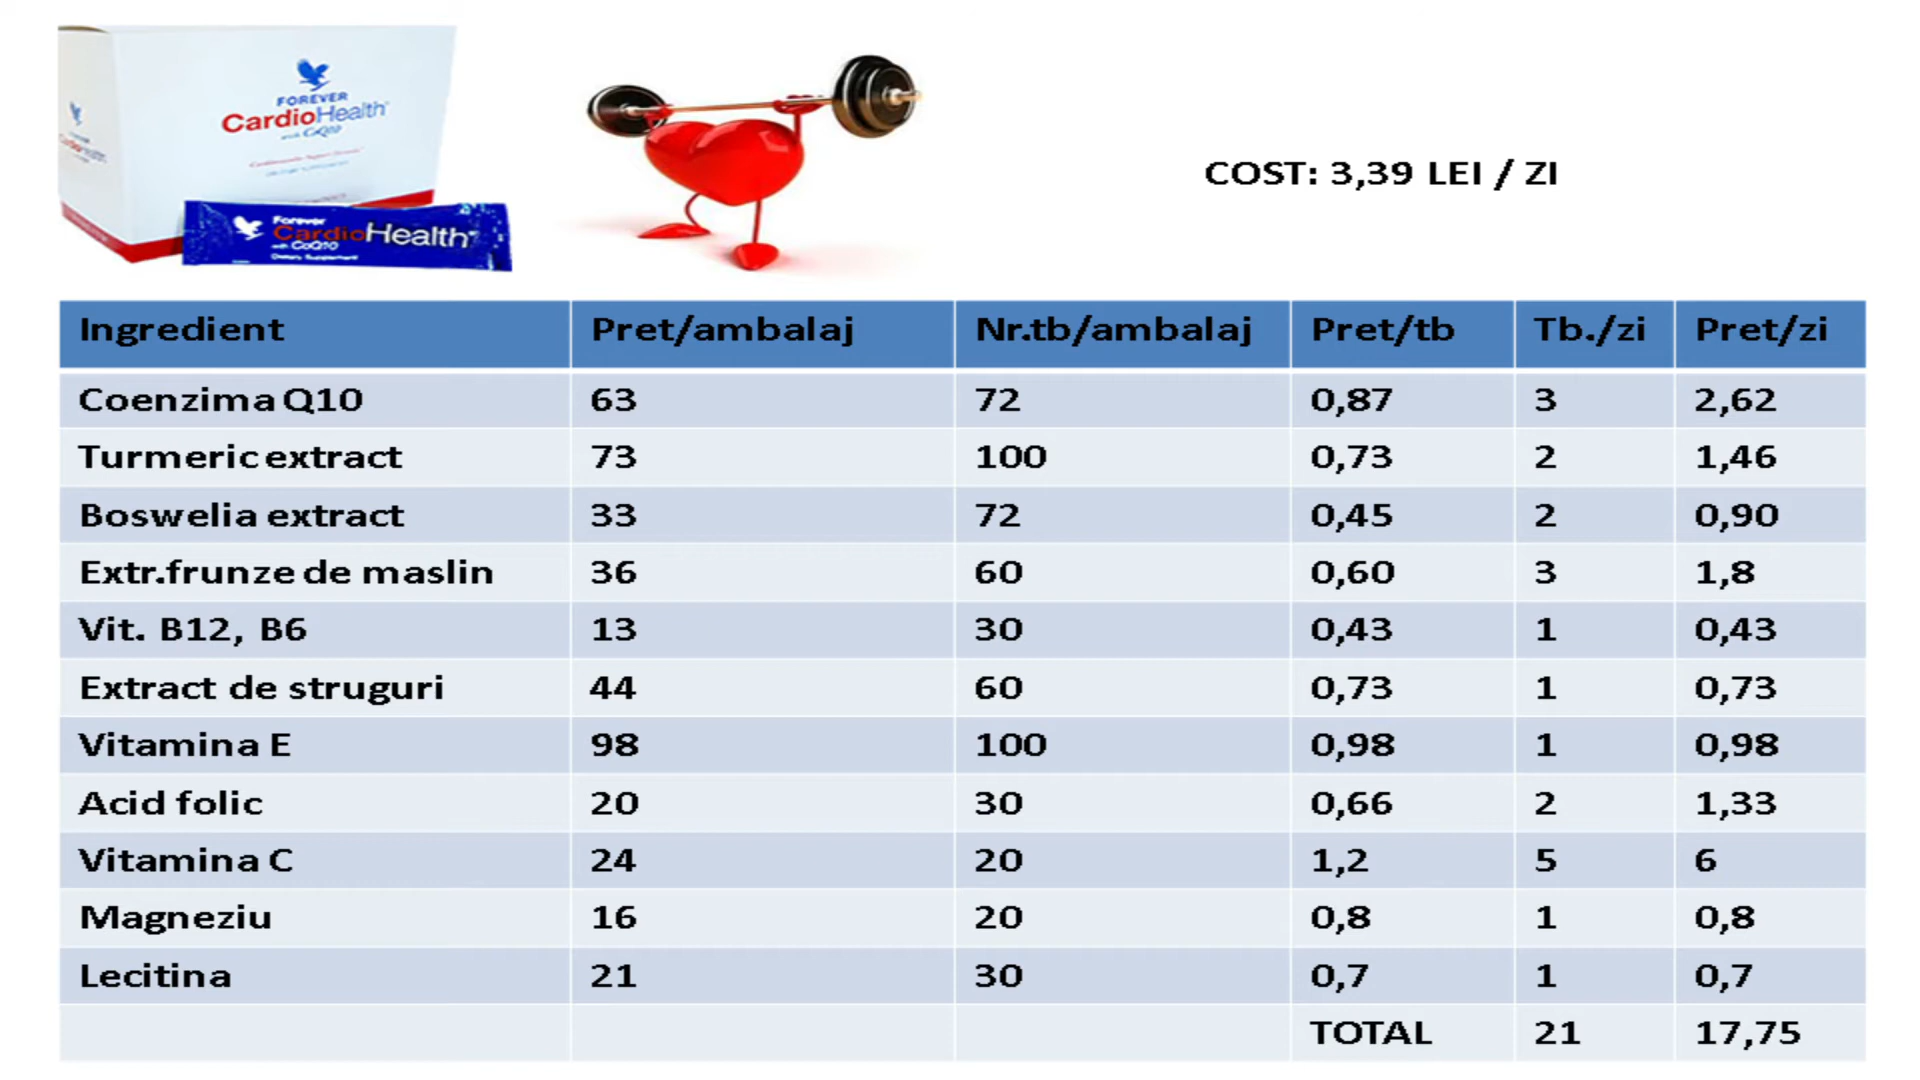 FOREVER
CardioHealth
with CoQ10
Forever
CardioHealth
with CoQ10
Dietary Supplement
COST: 3,39 LEI / ZI
Ingredient Pret/ambalaj Nr.tb/ambalaj Pret/tb Tb./zi Pret/zi
Coenzima Q10 63 72 0,87 3 2,62
Turmeric extract 73 100 0,73 2 1,46
Boswelia extract 33 72 0,45 2 0,90
Extr.frunze de maslin 36 60 0,60 3 1,8
Vit. B12, B6 13 30 0,43 1 0,43
Extract de struguri 44 60 0,73 1 0,73
Vitamina E 98 100 0,98 1 0,98
Acid folic 20 30 0,66 2 1,33
Vitamina C 24 20 1,2 5 6
Magneziu 16 20 0,8 1 0,8
Lecitina 21 30 0,7 1 0,7
TOTAL 21 17,75